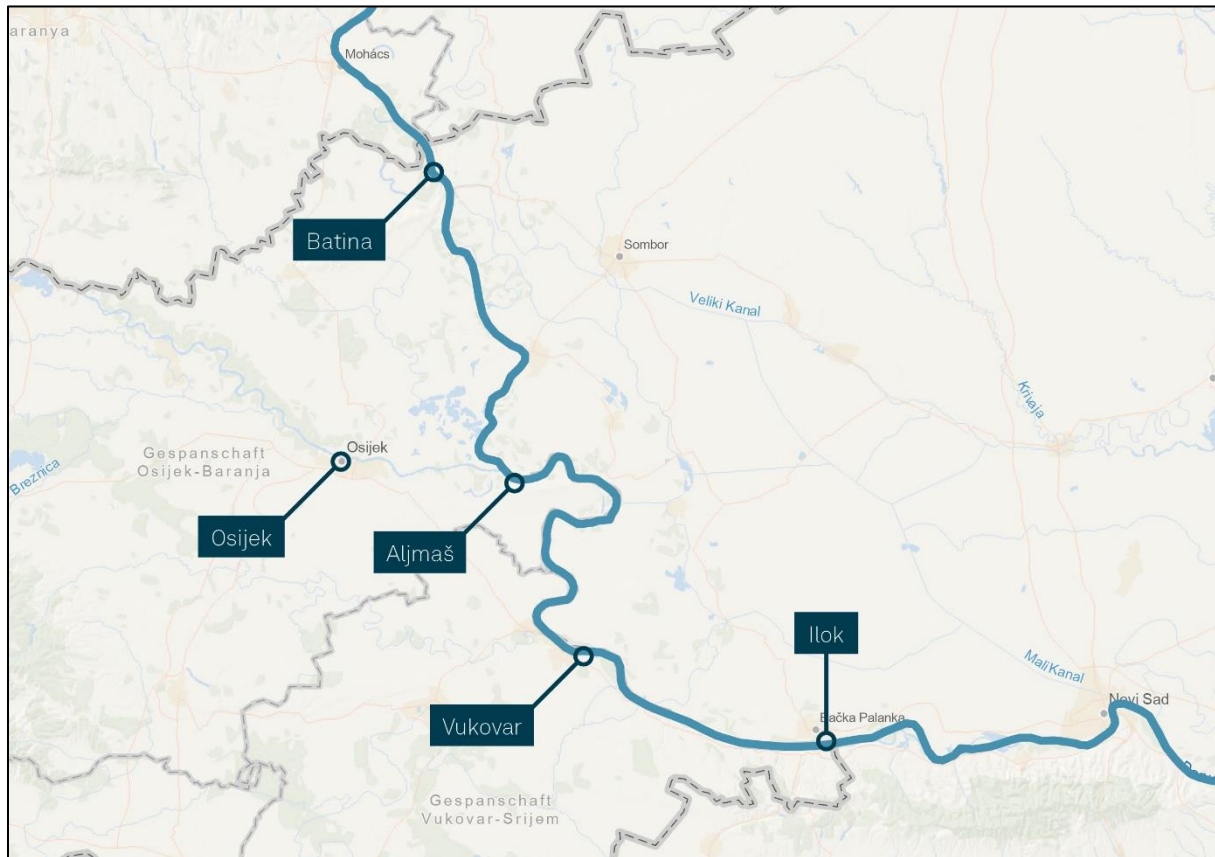 aranya
Mohács
Batina
Sombor
Veliki Kanal
Krivaja
Gespanschaft
Osijek-Baranja
Osijek
Breznica
Osijek
Aljmaš
Ilok
Mali Kanal
Vukovar
Bačka Palanka
Novi Sad
Gespanschaft
Vukovar-Srijem